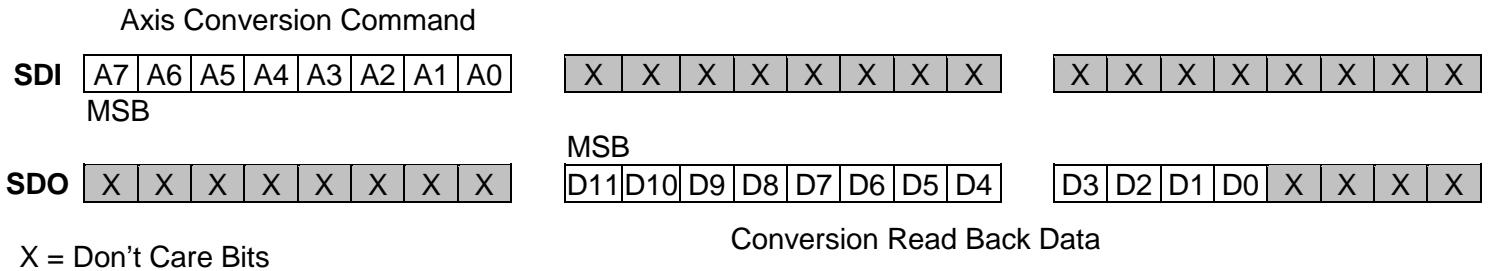 Axis Conversion Command
SDI A7 A6 A5 A4 A3 A2 A1 A0 X X X X X X X X X X X X X X X X
MSB
MSB
SDO X X X X X X X X D11 D10 D9 D8 D7 D6 D5 D4 D3 D2 D1 D0 X X X X
Conversion Read Back Data
X = Don’t Care Bits